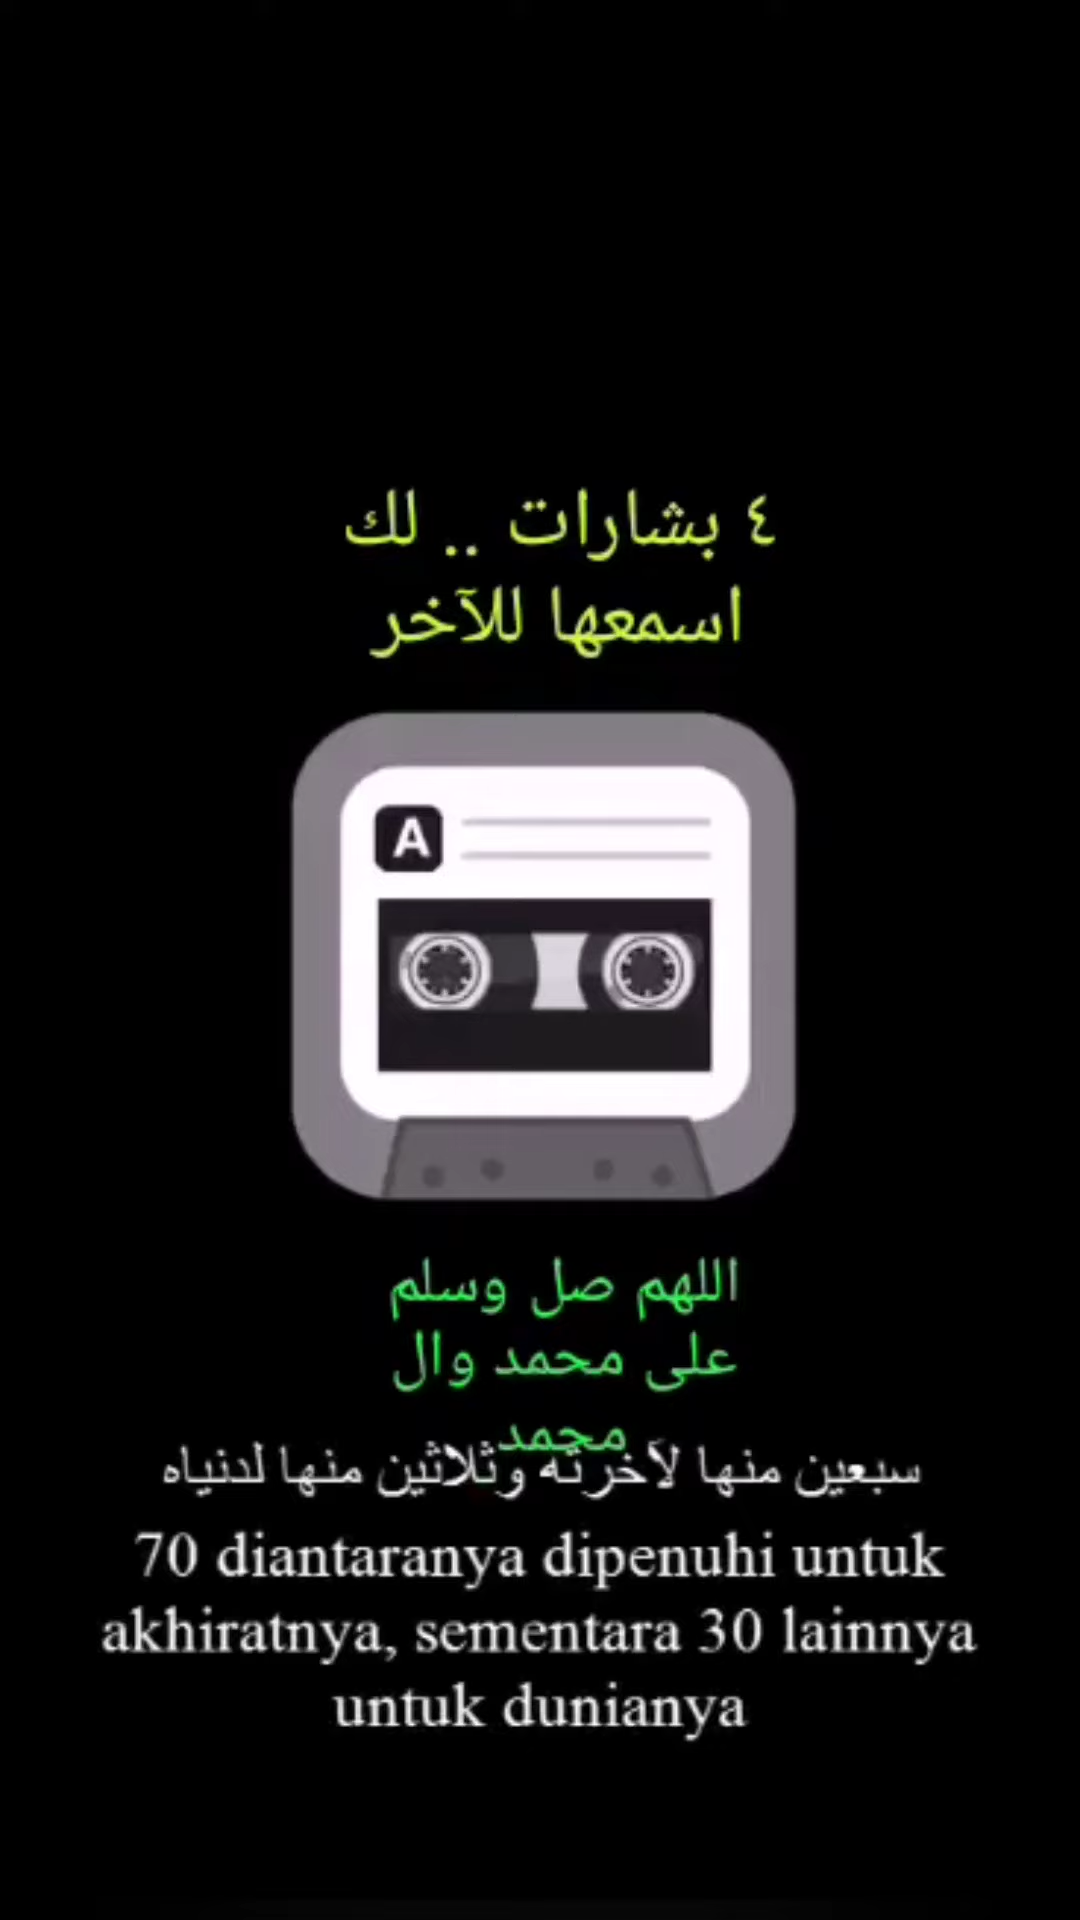 ٤ بشارات .. لك
اسمعها للآخر
A
اللهم صل وسلم
على محمد وال
محمد
سبعين منها لآخرته وثلاثين منها لدنياه
70 diantaranya dipenuhi untuk
akhiratnya, sementara 30 lainnya
untuk dunianya